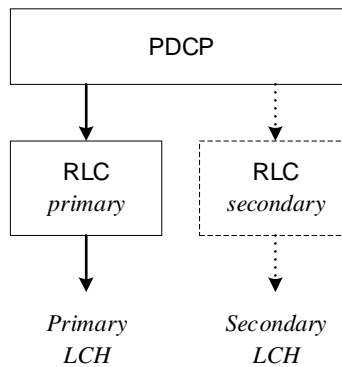 PDCP
RLC
primary
RLC
secondary
Primary
LCH
Secondary
LCH